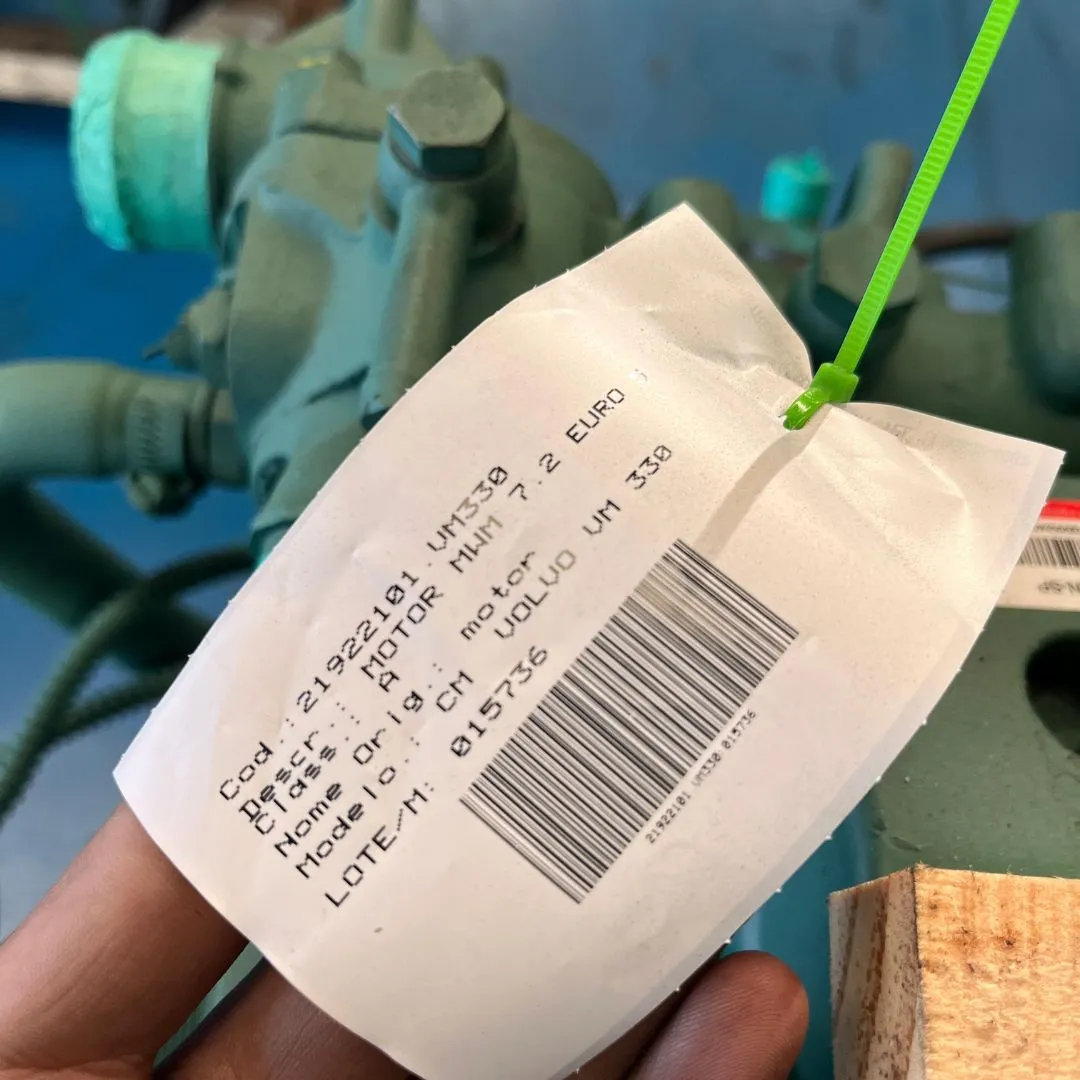 Cod.:21922101.VM330
Descr.: MOTOR MWM 7.2 EURO 5
Class.: A
Nome Orig.: motor
Modelo.: CM VOLVO VM 330
LOTE/M: 015736
21922101 VM330 015736